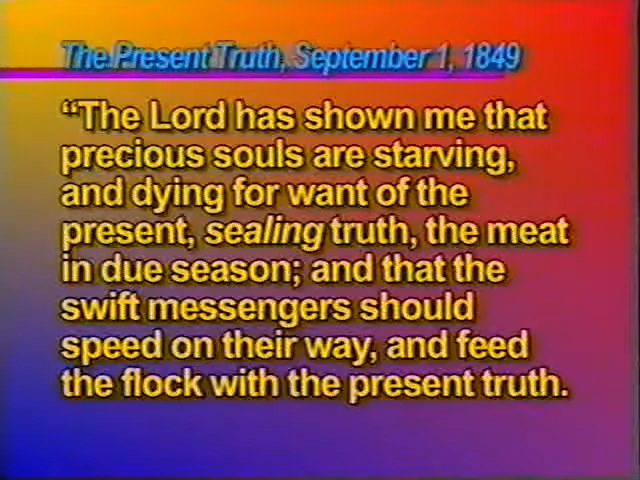 The Present Truth, September 1, 1849
“The Lord has shown me that
precious souls are starving,
and dying for want of the
present, sealing truth, the meat
in due season; and that the
swift messengers should
speed on their way, and feed
the flock with the present truth.